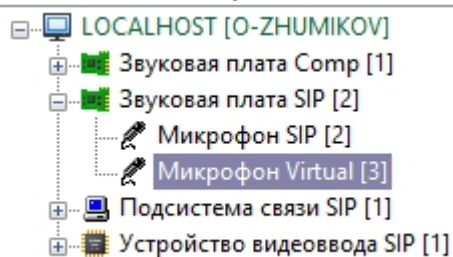 LOCALHOST [O-ZHUMIKOV]
Звуковая плата Comp [1]
Звуковая плата SIP [2]
Микрофон SIP [2]
Микрофон Virtual [3]
Подсистема связи SIP [1]
Устройство видеоввода SIP [1]